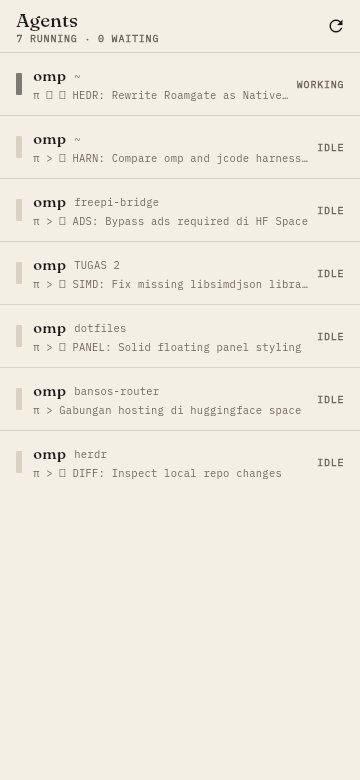 Agents
7 RUNNING · 0 WAITING
omp ~
π □ □ HEDR: Rewrite Roamgate as Native…
WORKING
omp ~
π > □ HARN: Compare omp and jcode harness…
IDLE
omp freepi-bridge
π > □ ADS: Bypass ads required di HF Space
IDLE
omp TUGAS 2
π > □ SIMD: Fix missing libsimdjson libra…
IDLE
omp dotfiles
π > □ PANEL: Solid floating panel styling
IDLE
omp bansos-router
π > Gabungan hosting di huggingface space
IDLE
omp herdr
π > □ DIFF: Inspect local repo changes
IDLE